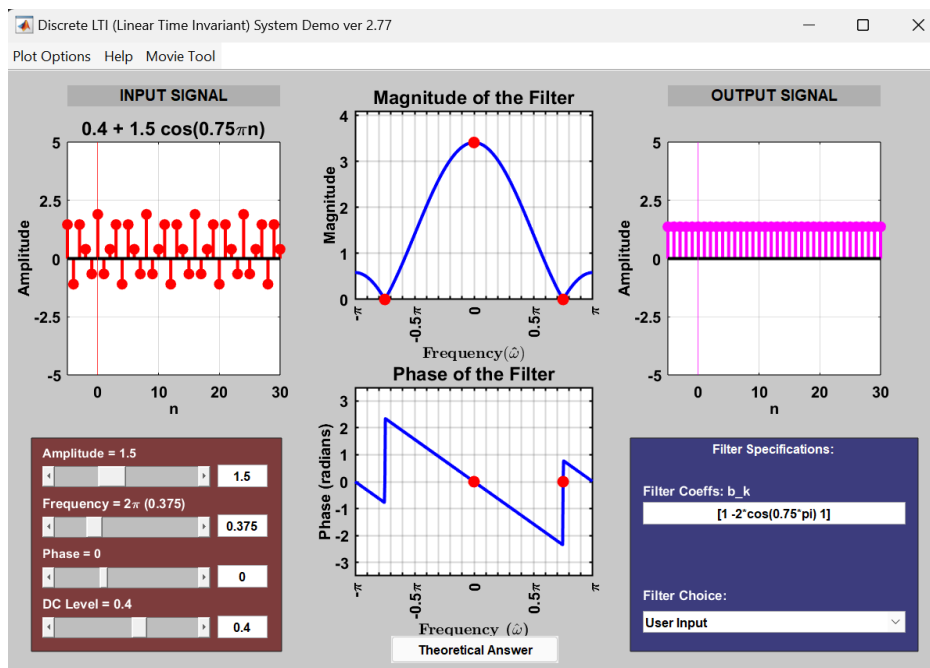 Discrete LTI (Linear Time Invariant) System Demo ver 2.77
Plot Options Help Movie Tool
INPUT SIGNAL
0.4 + 1.5 cos(0.75πn)
5
2.5
0
-2.5
-5
Amplitude
0 10 20 30
n
Amplitude = 1.5
1.5
Frequency = 2π (0.375)
0.375
Phase = 0
0
DC Level = 0.4
0.4
Magnitude of the Filter
4
3
2
1
0
Magnitude
-π -0.5π 0 0.5π π
Frequency(ω̂)
Phase of the Filter
3
2
1
0
-1
-2
-3
Phase (radians)
-π -0.5π 0 0.5π π
Frequency (ω̂)
Theoretical Answer
OUTPUT SIGNAL
5
2.5
0
-2.5
-5
Amplitude
0 10 20 30
n
Filter Specifications:
Filter Coeffs: b_k
[1 -2*cos(0.75*pi) 1]
Filter Choice:
User Input